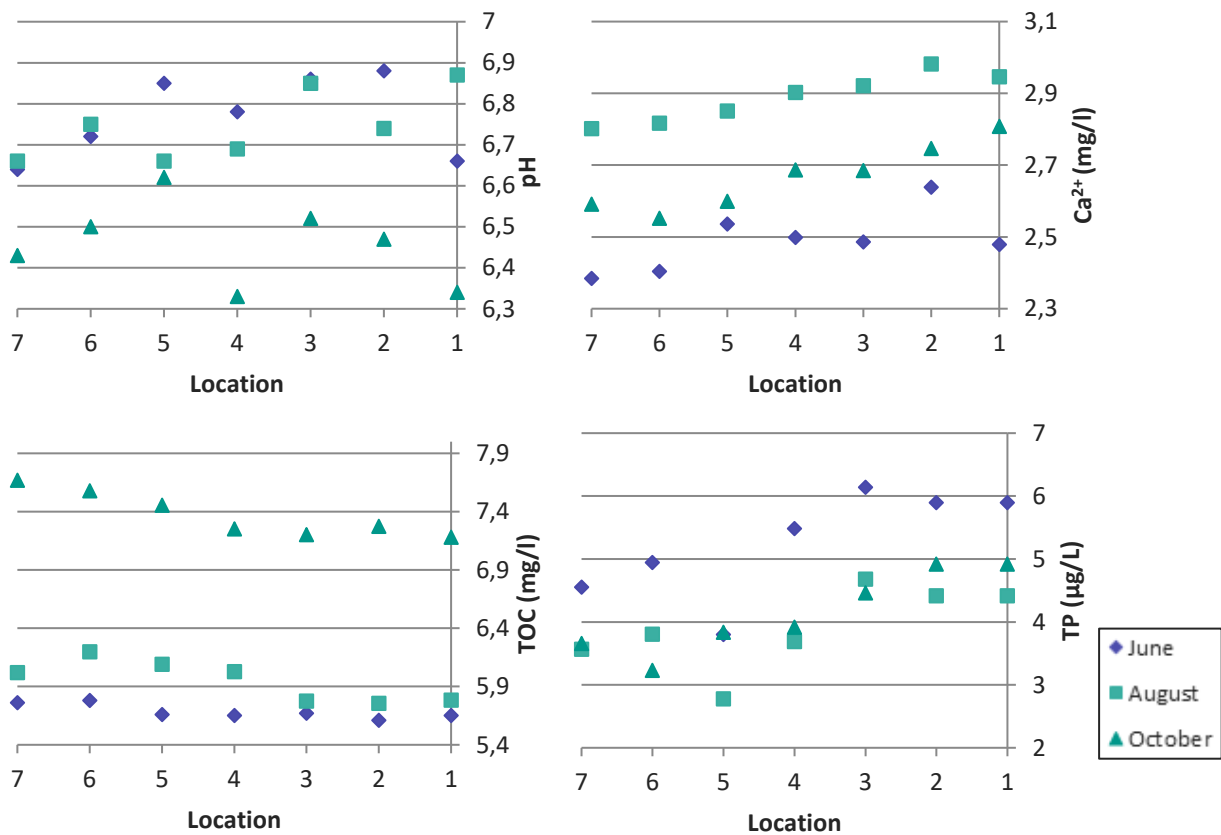 7
6,9
6,8
6,7
6,6
6,5
6,4
6,3
pH
7 6 5 4 3 2 1
Location
3,1
2,9
2,7
2,5
2,3
Ca²⁺ (mg/l)
7 6 5 4 3 2 1
Location
7,9
7,4
6,9
6,4
5,9
5,4
TOC (mg/l)
7 6 5 4 3 2 1
Location
7
6
5
4
3
2
TP (µg/L)
7 6 5 4 3 2 1
Location
June
August
October